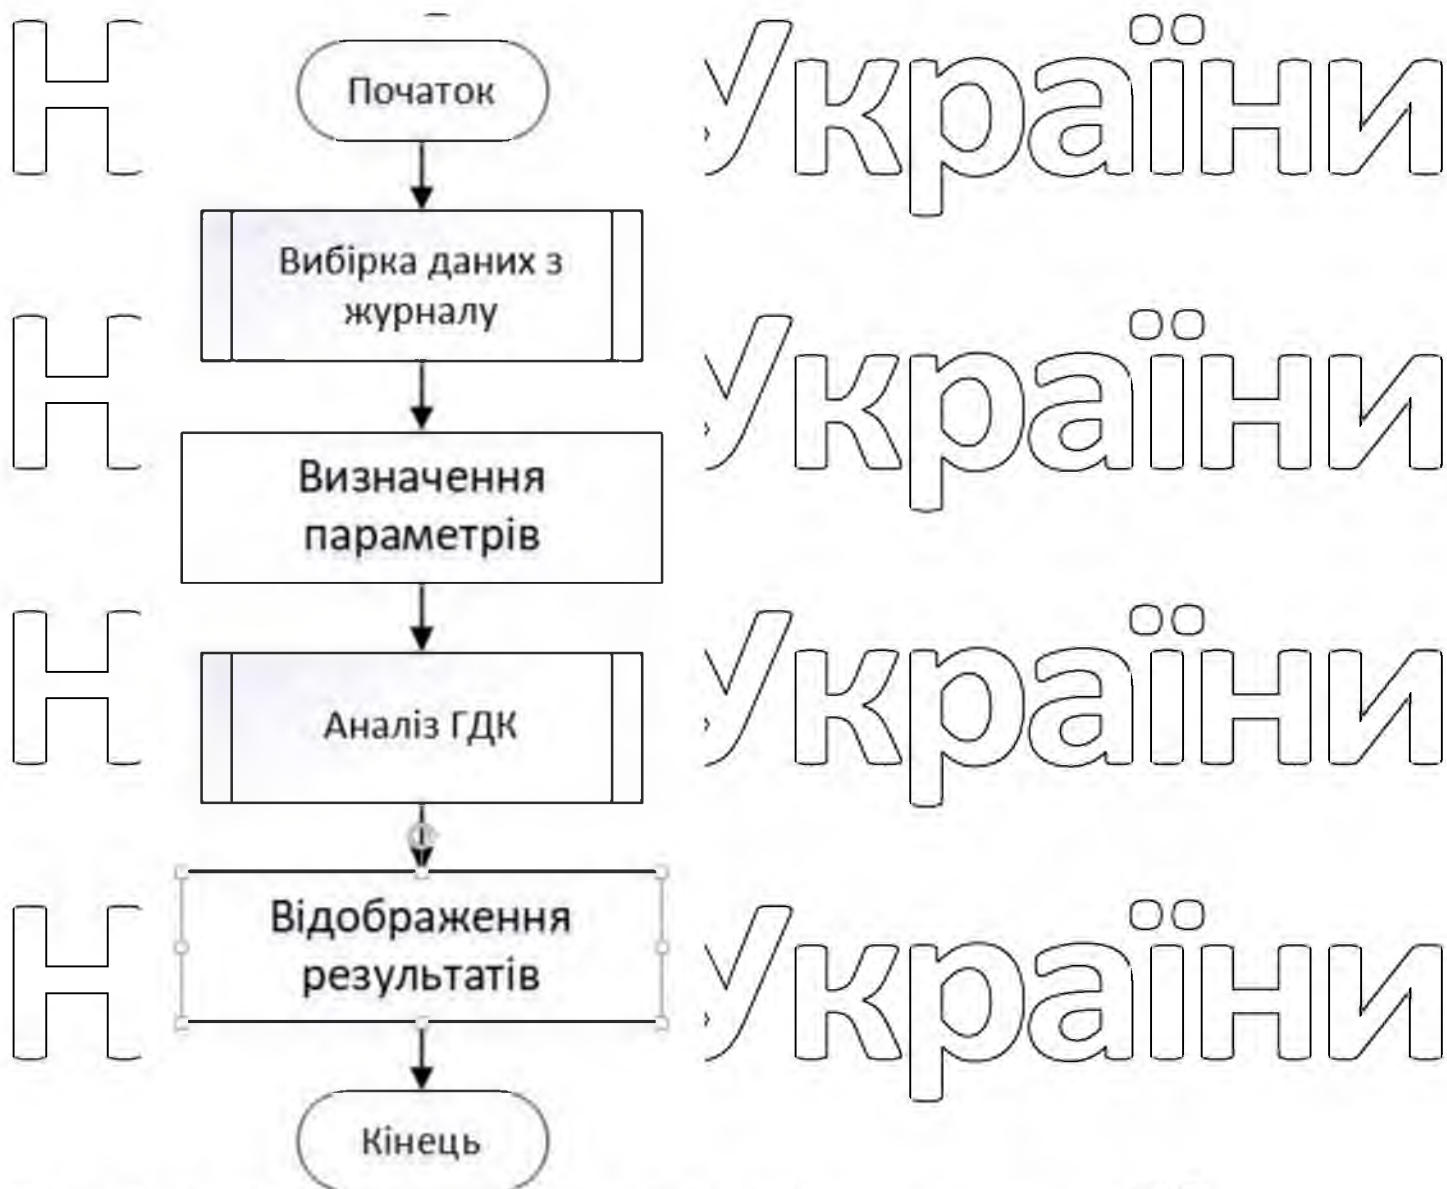 Початок
Вибірка даних з
журналу
Визначення
параметрів
Аналіз ГДК
Відображення
результатів
Кінець
Н України
Н України
Н України
Н України